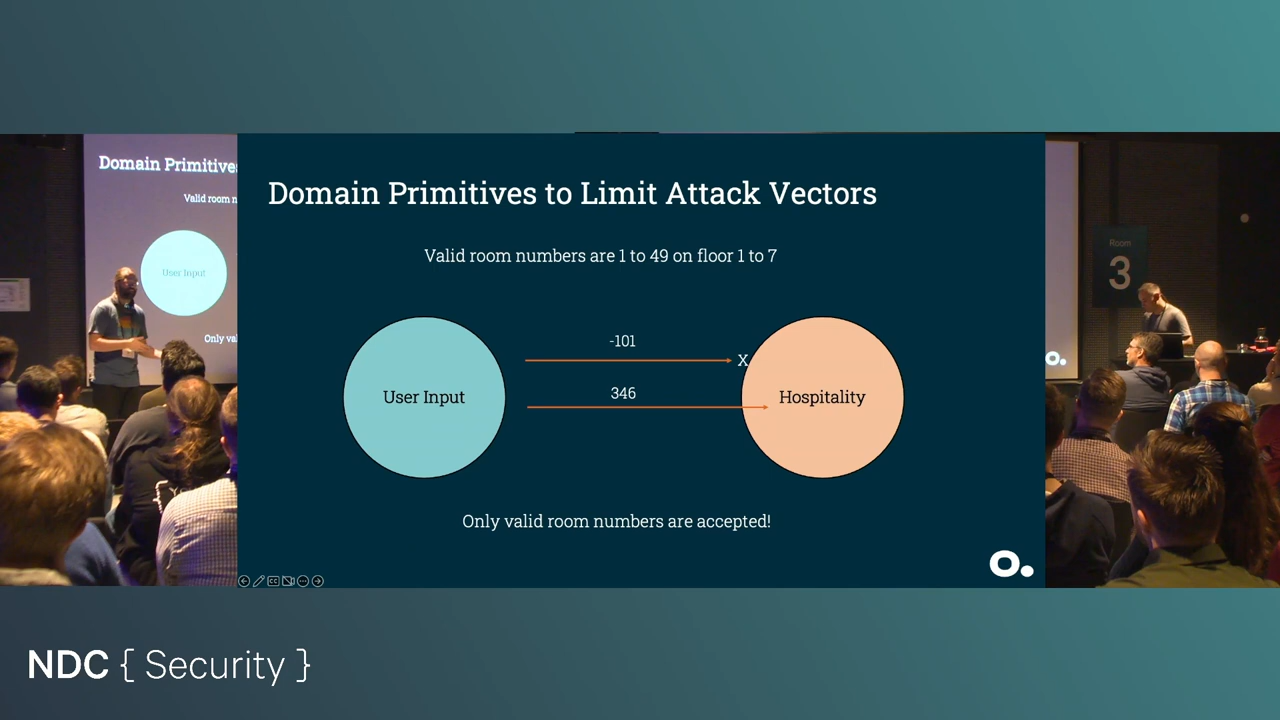 Domain Primitives
Valid room n
User Input
Only val
Domain Primitives to Limit Attack Vectors
Valid room numbers are 1 to 49 on floor 1 to 7
-101
X
346
User Input
Hospitality
Only valid room numbers are accepted!
o.
Room
3
o.
NDC { Security }